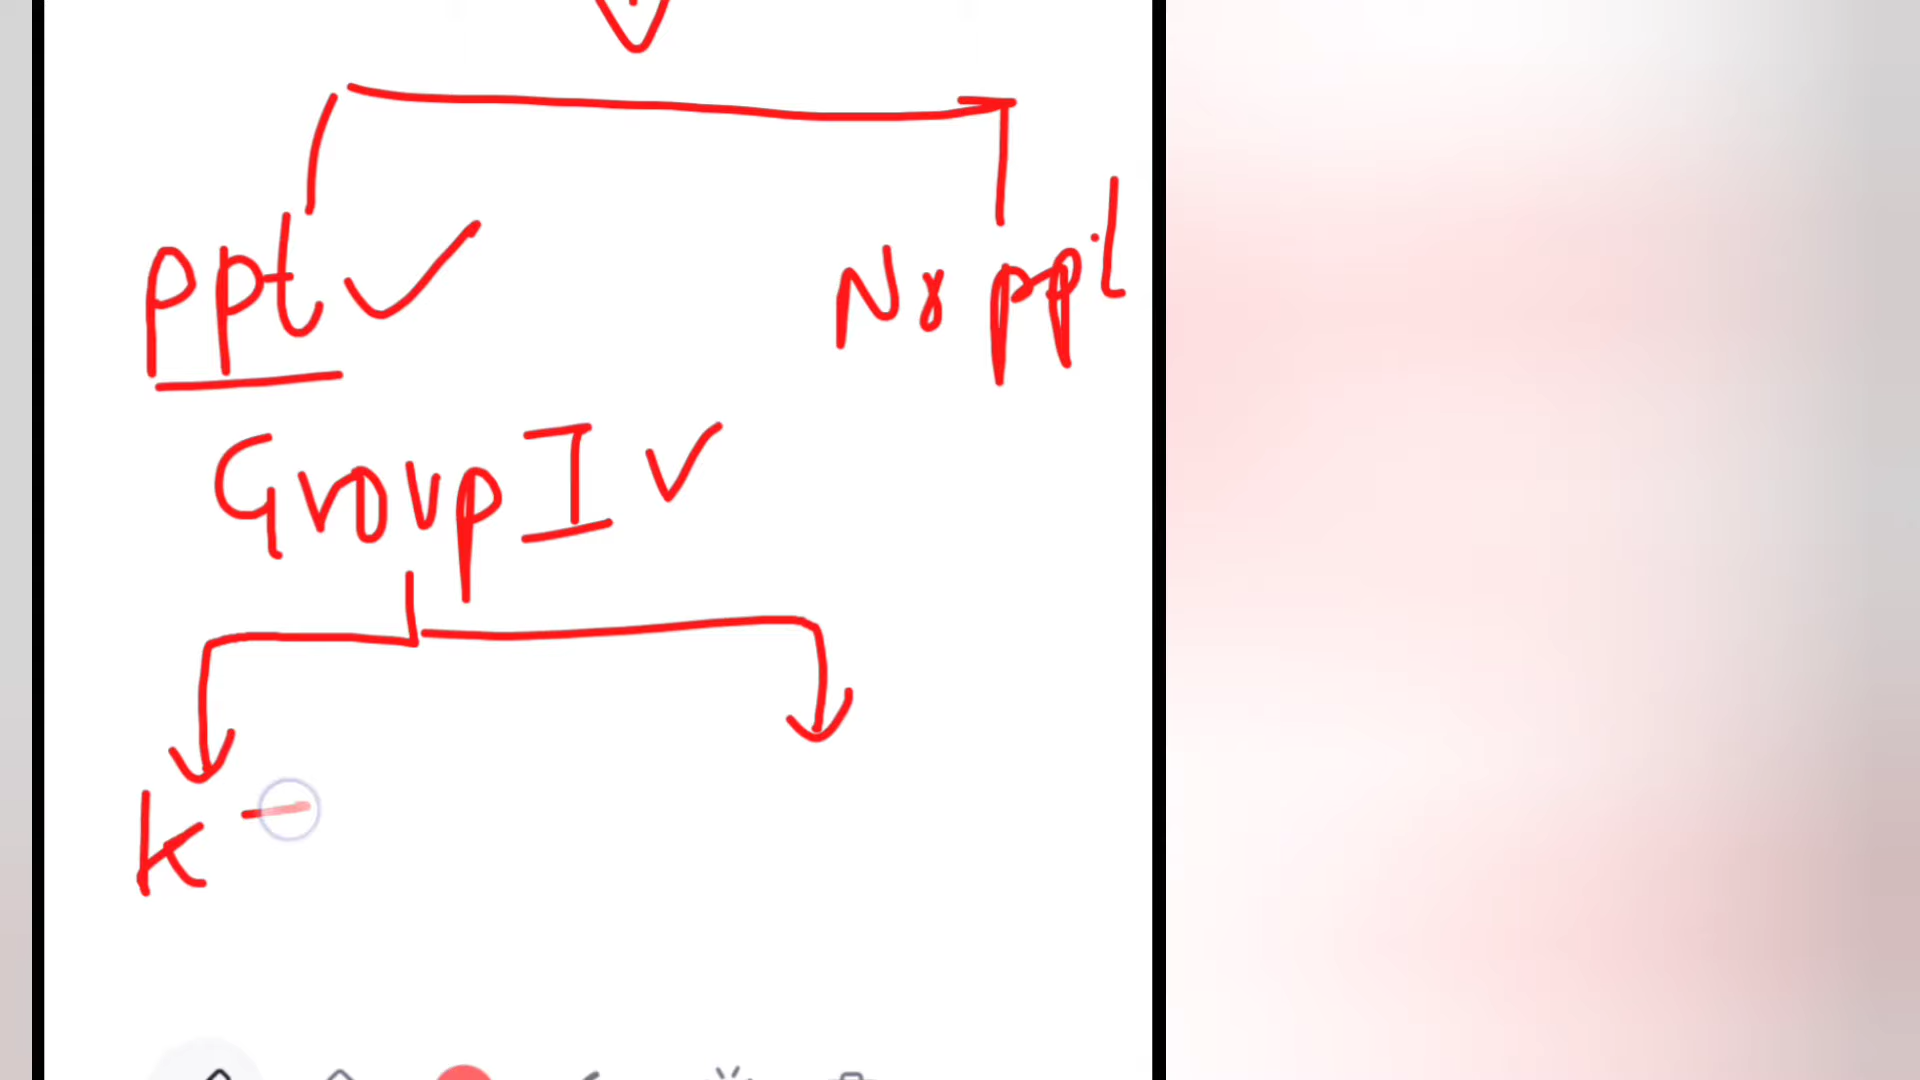 ppt ✓ No ppt
Group I ✓
K -